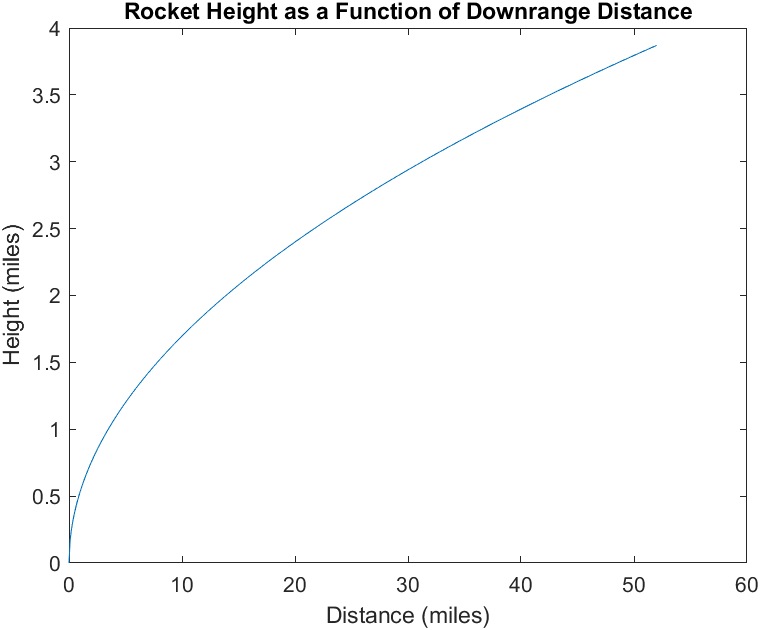 Rocket Height as a Function of Downrange Distance
4
3.5
3
2.5
2
1.5
1
0.5
0
Height (miles)
0 10 20 30 40 50 60
Distance (miles)